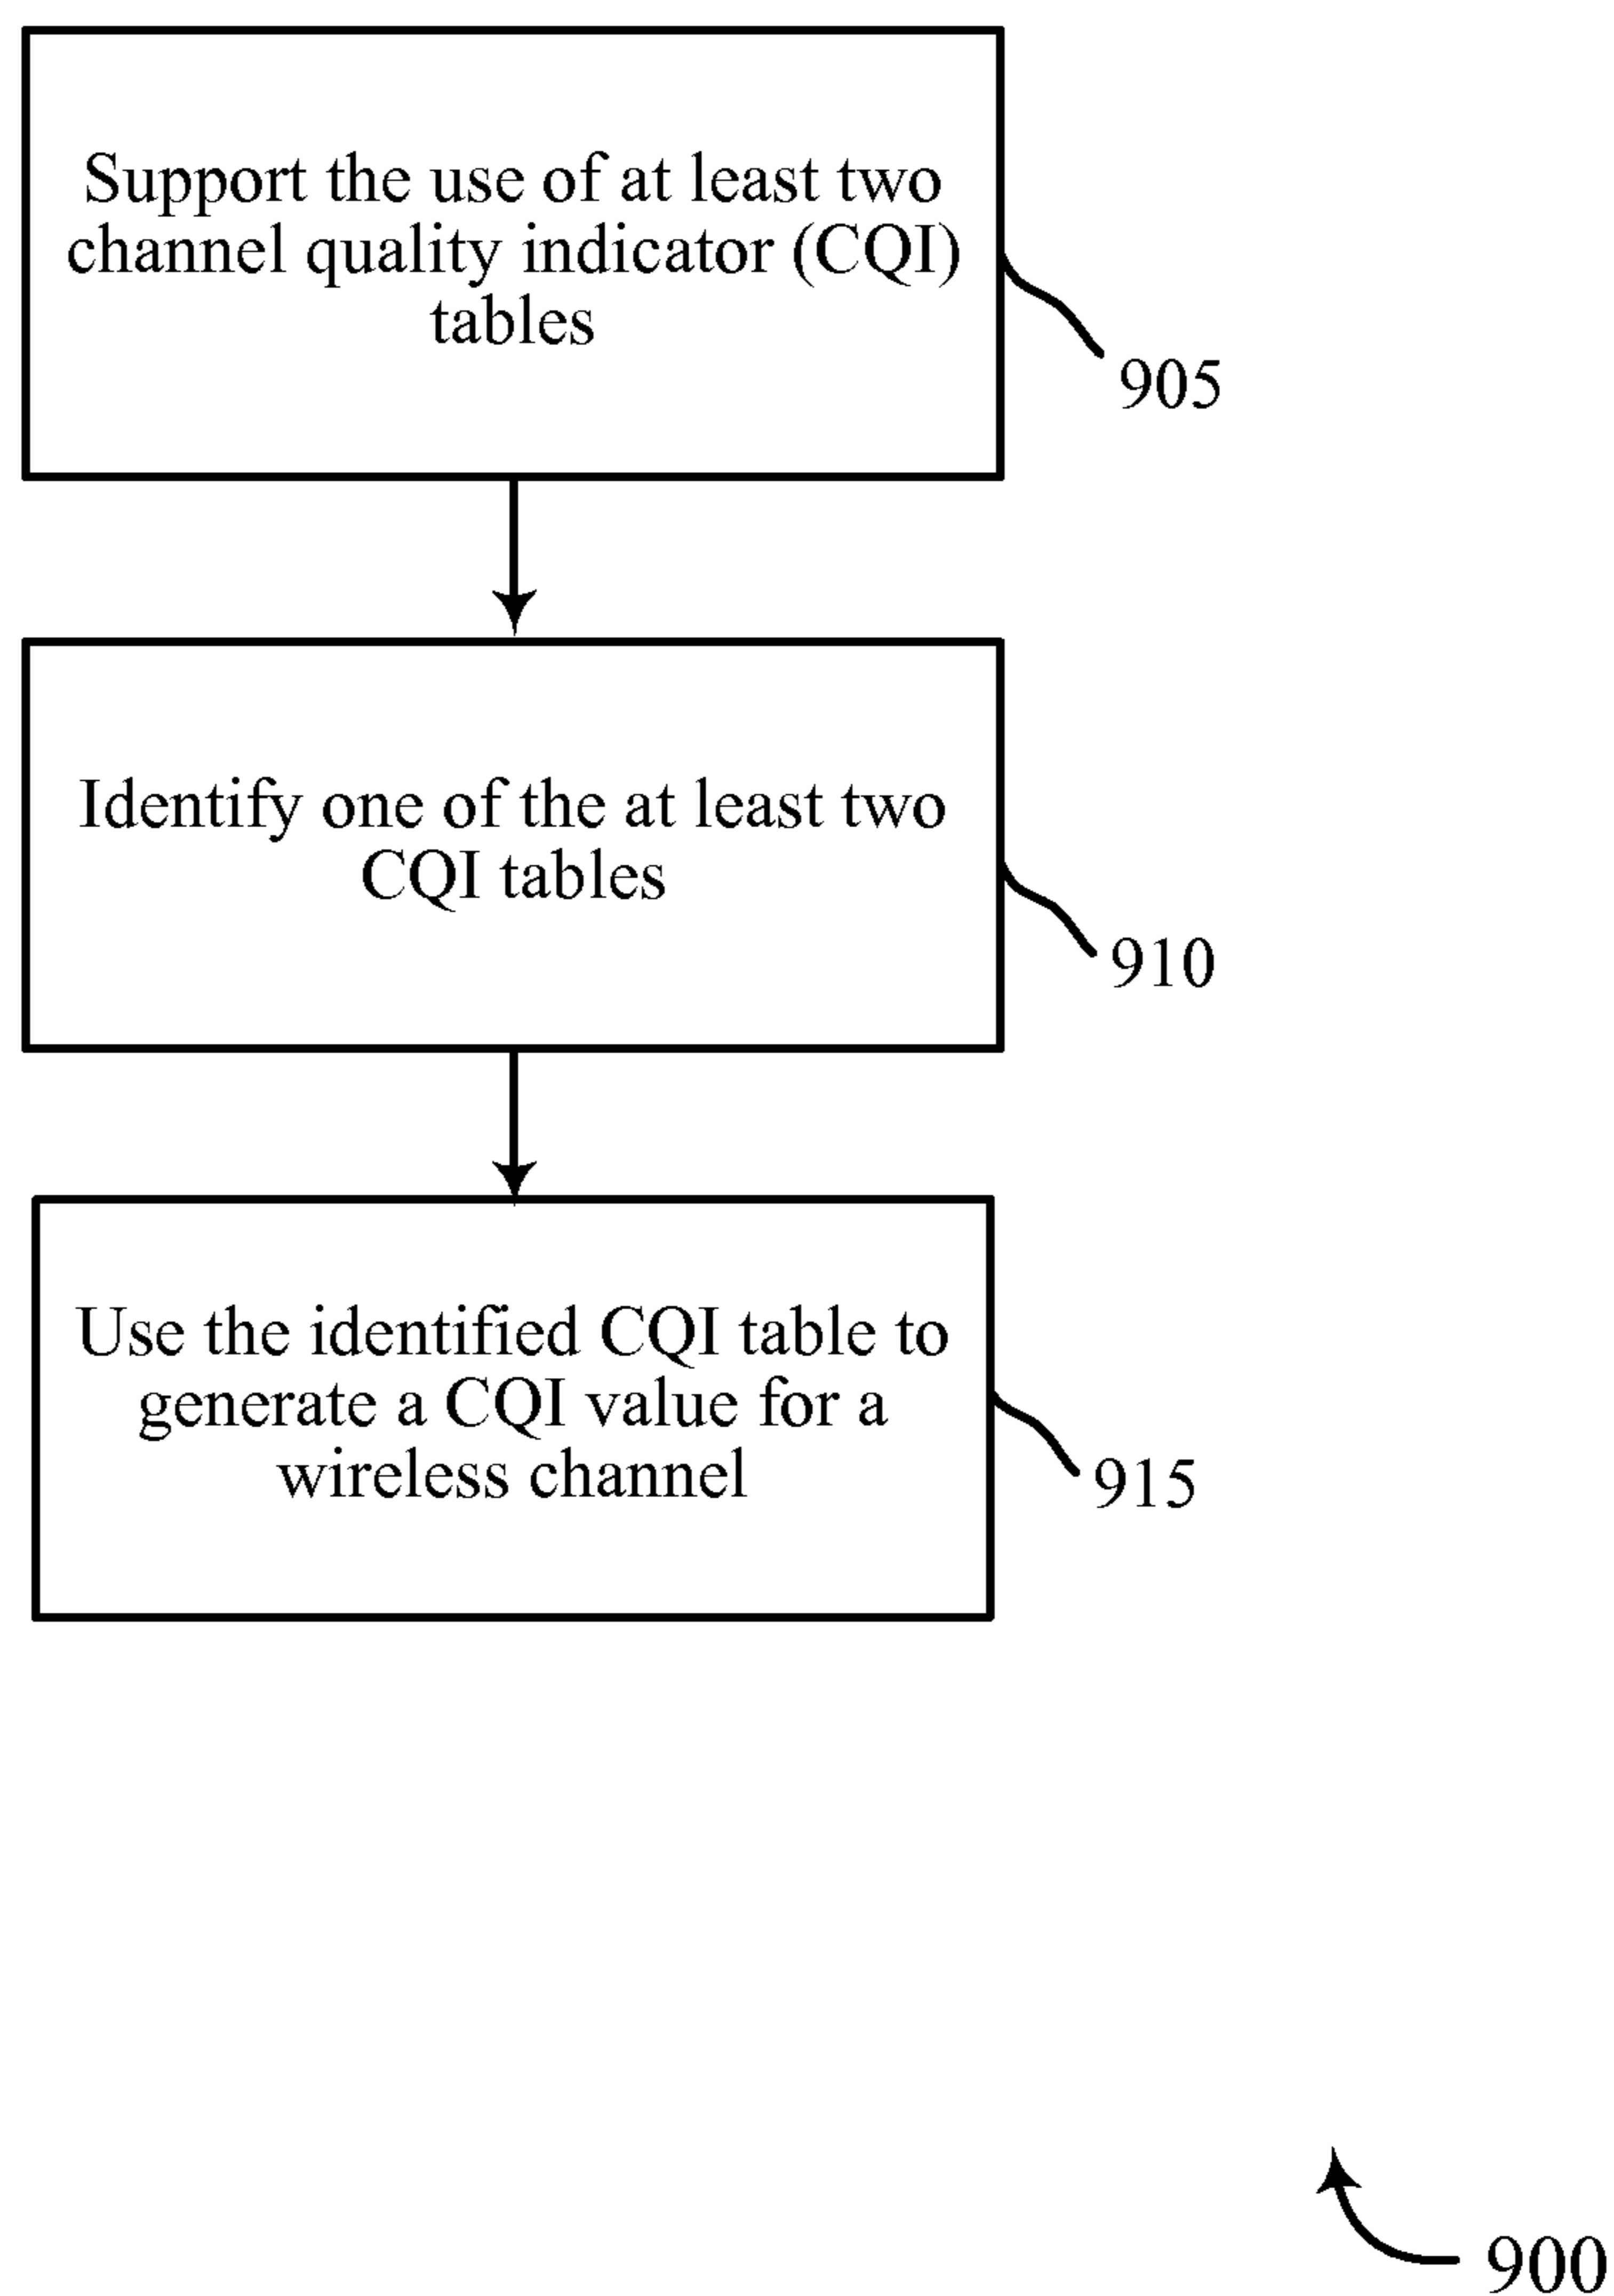 Support the use of at least two
channel quality indicator (CQI)
tables
905
Identify one of the at least two
CQI tables
910
Use the identified CQI table to
generate a CQI value for a
wireless channel
915
900